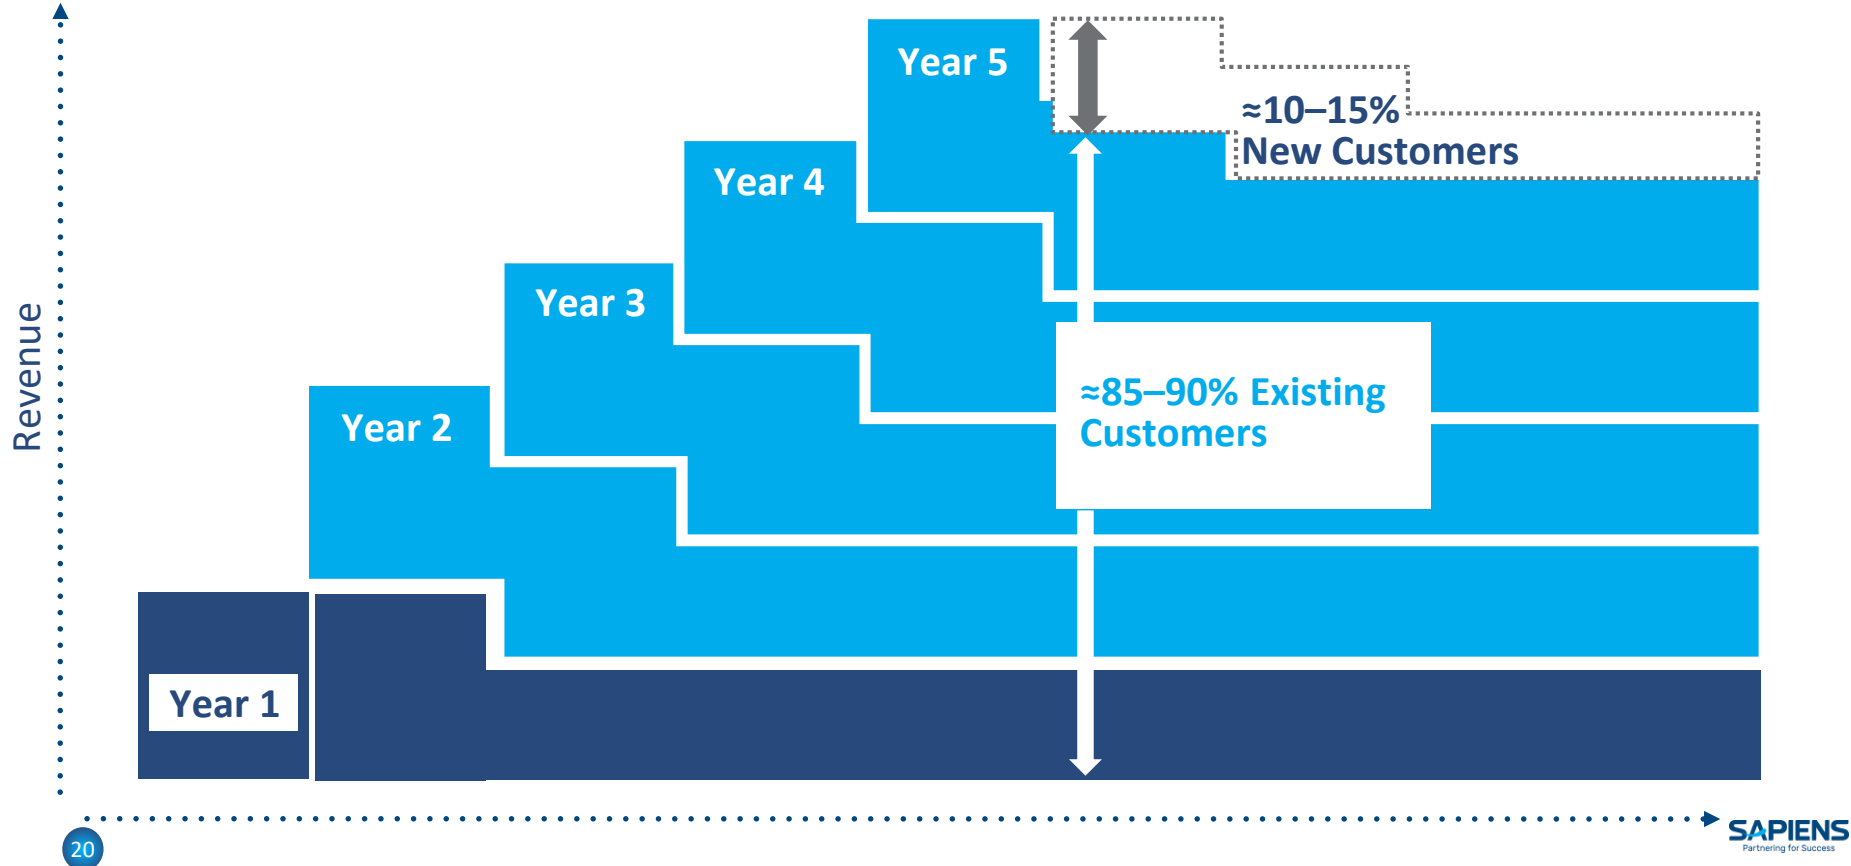 Revenue
Year 5
≈10–15%
New Customers
Year 4
Year 3
≈85–90% Existing
Customers
Year 2
Year 1
20
SAPIENS
Partnering for Success